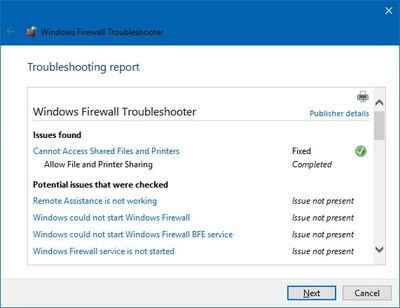 Windows Firewall Troubleshooter
Troubleshooting report
Windows Firewall Troubleshooter
Publisher details
Issues found
Cannot Access Shared Files and Printers Fixed
Allow File and Printer Sharing Completed
Potential issues that were checked
Remote Assistance is not working Issue not present
Windows could not start Windows Firewall Issue not present
Windows could not start Windows Firewall BFE service Issue not present
Windows Firewall service is not started Issue not present
Next Cancel